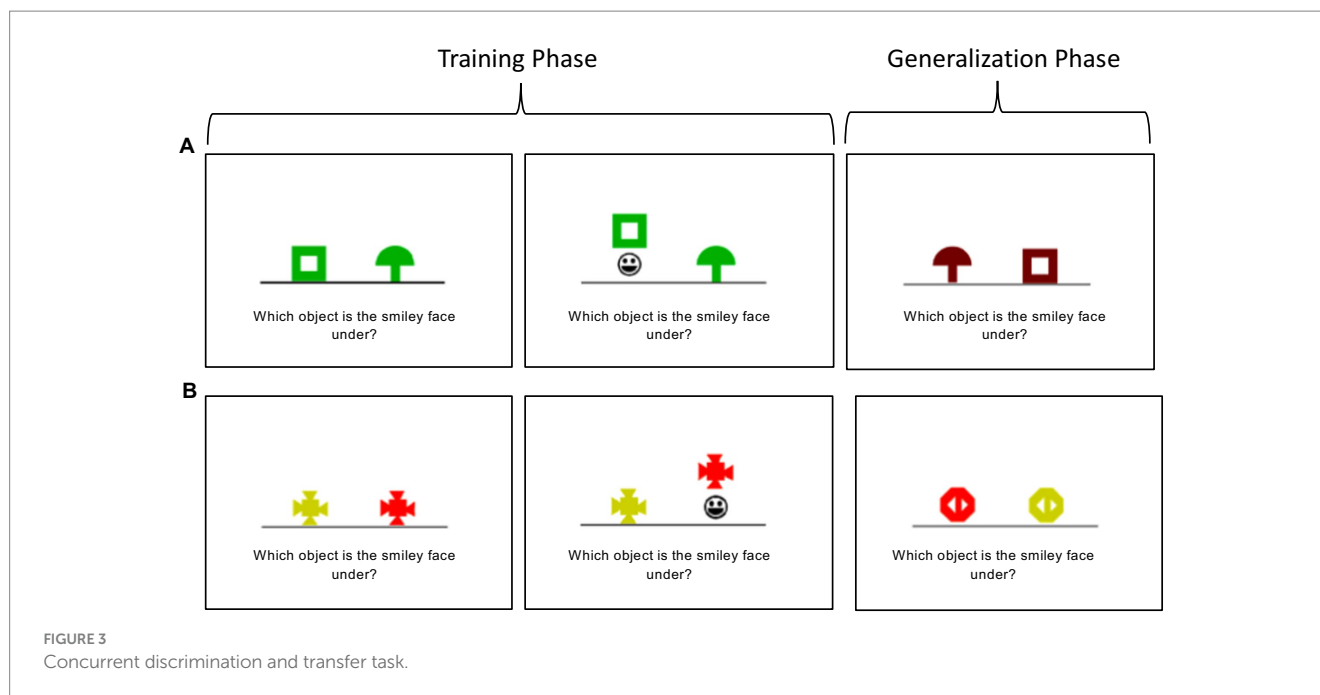 Training Phase
Generalization Phase
A
Which object is the smiley face
under?
Which object is the smiley face
under?
Which object is the smiley face
under?
B
Which object is the smiley face
under?
Which object is the smiley face
under?
Which object is the smiley face
under?
FIGURE 3
Concurrent discrimination and transfer task.